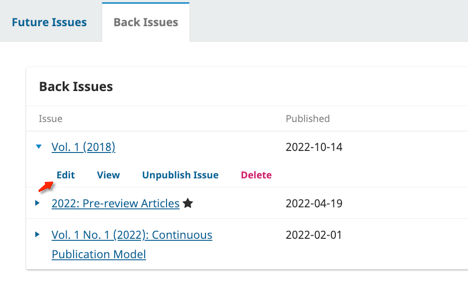 Future Issues Back Issues
Back Issues
Issue Published
Vol. 1 (2018) 2022-10-14
Edit View Unpublish Issue Delete
2022: Pre-review Articles 2022-04-19
Vol. 1 No. 1 (2022): Continuous 2022-02-01
Publication Model